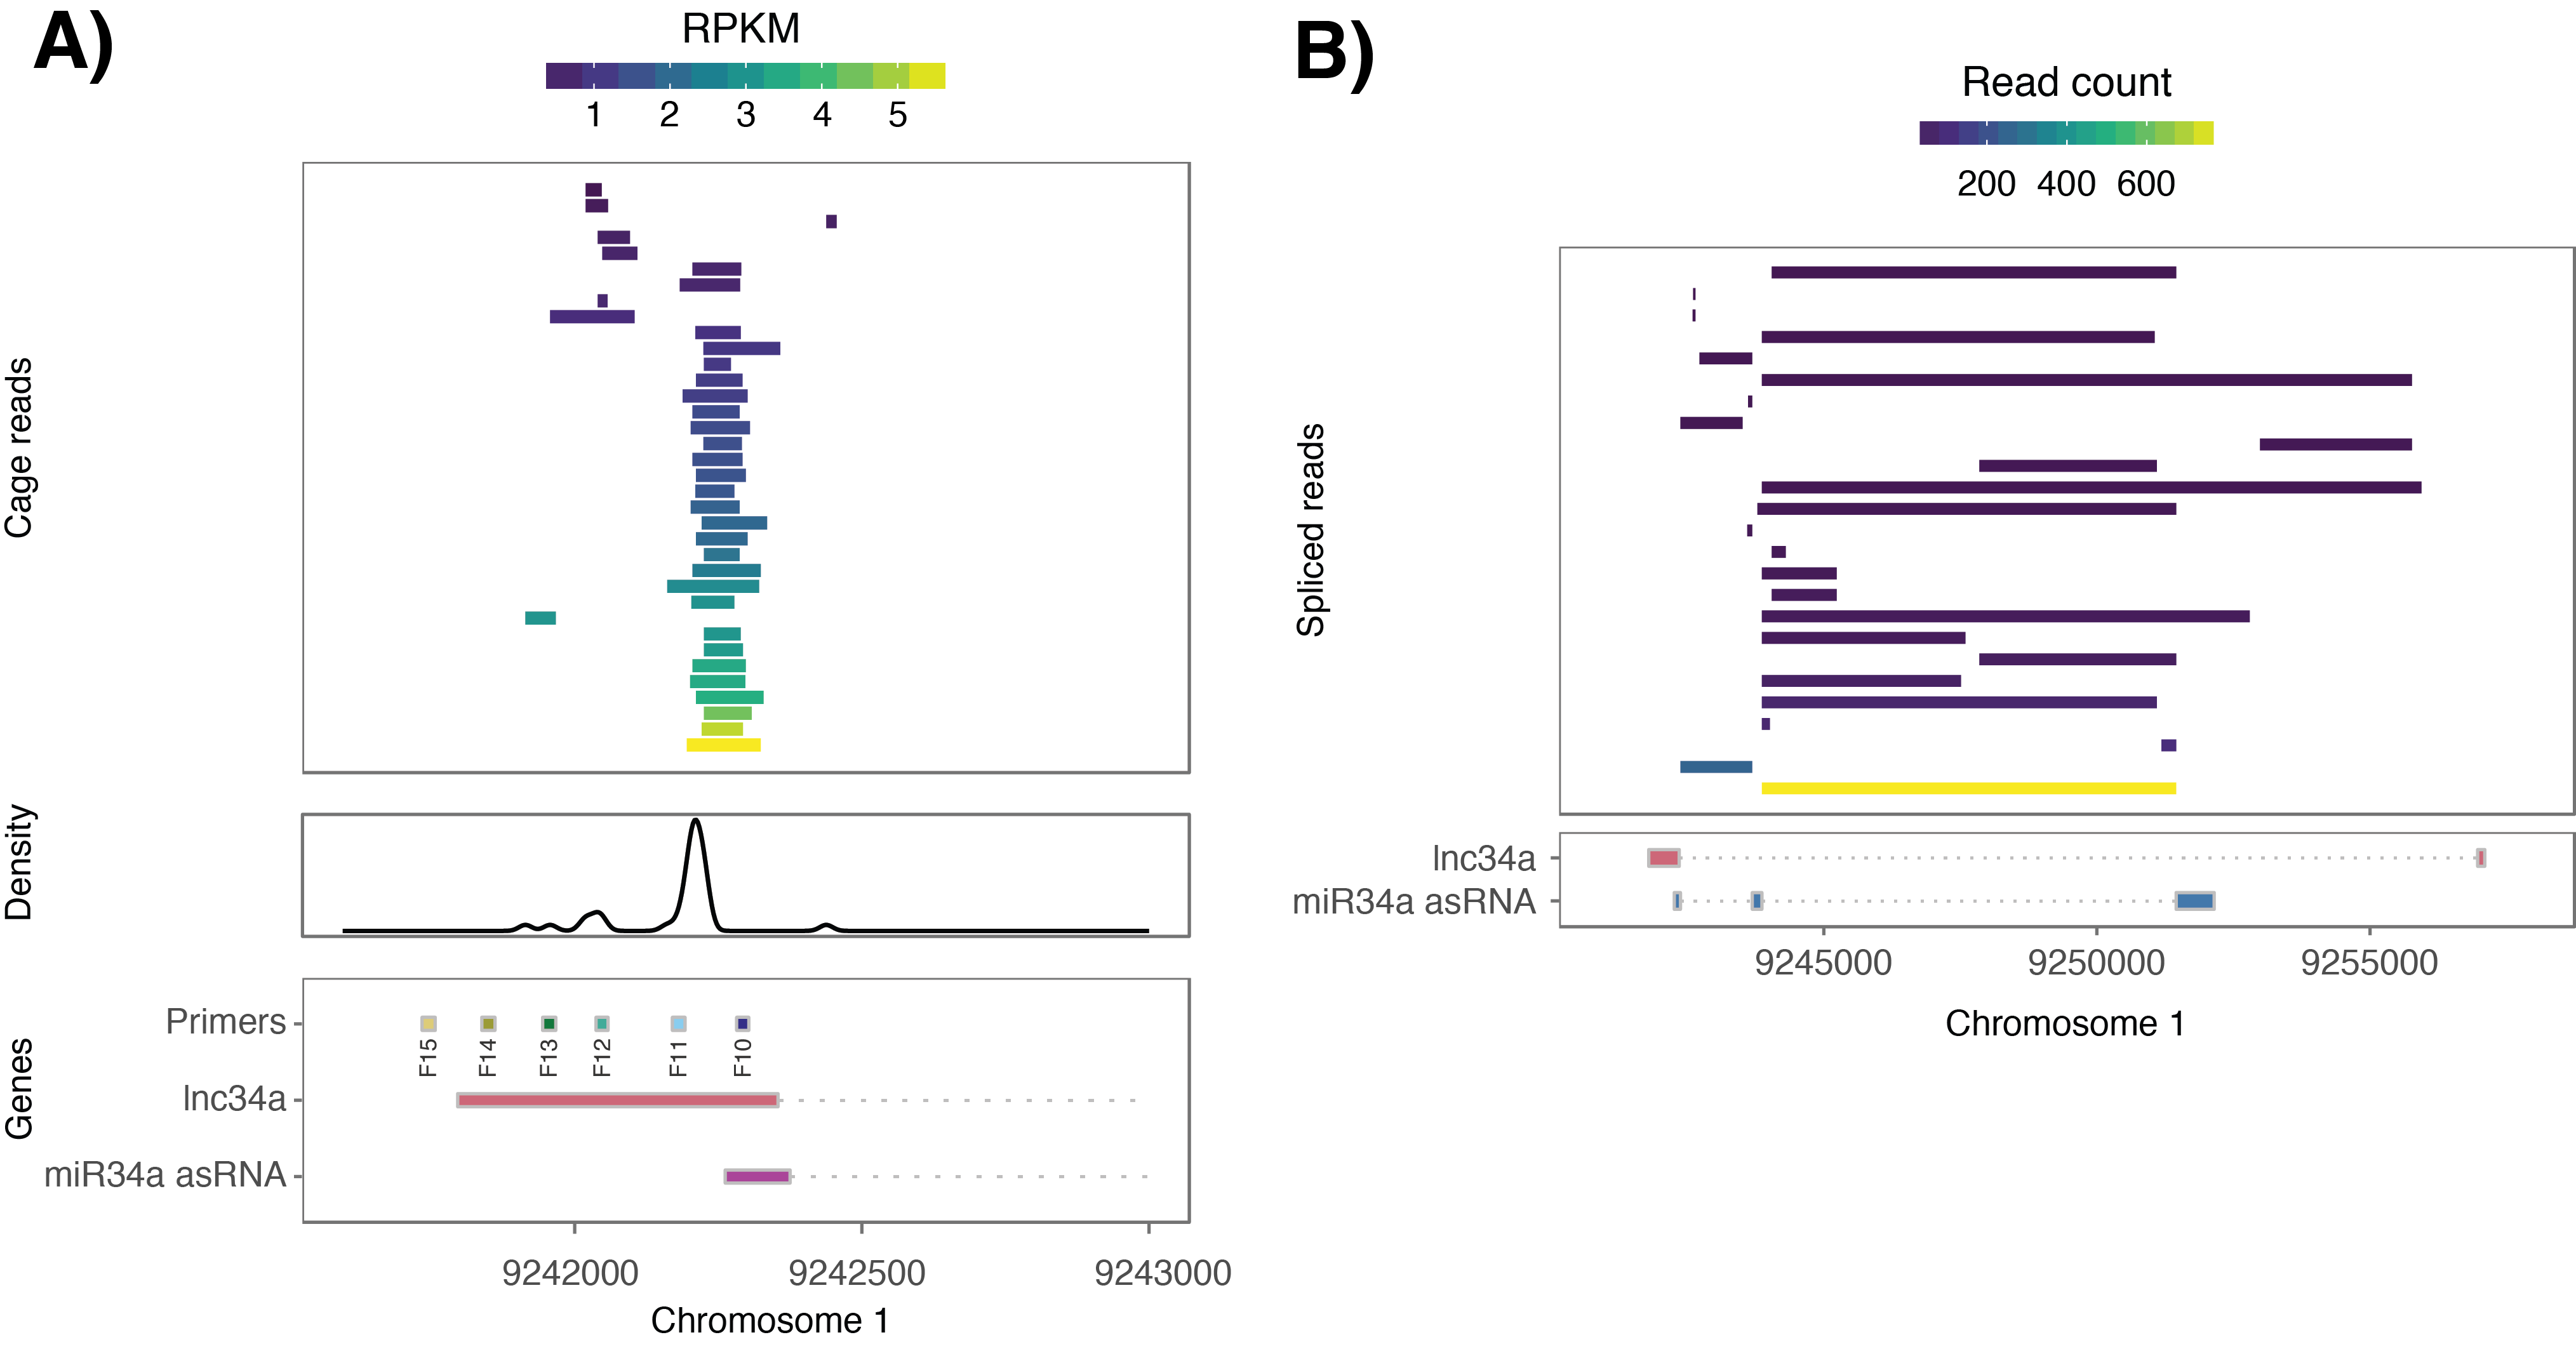 A)
RPKM
1 2 3 4 5
Cage reads
Density
Genes
Primers
F15 F14 F13 F12 F11 F10
lnc34a
miR34a asRNA
9242000 9242500 9243000
Chromosome 1
B)
Read count
200 400 600
Spliced reads
lnc34a
miR34a asRNA
9245000 9250000 9255000
Chromosome 1